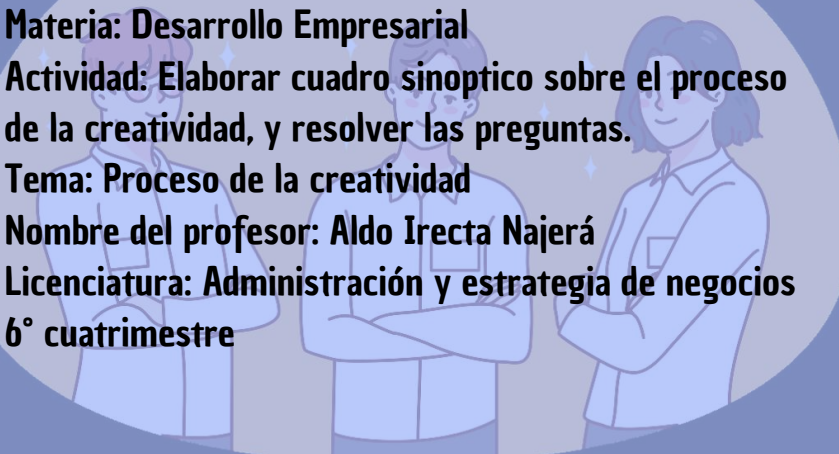 Materia: Desarrollo Empresarial
Actividad: Elaborar cuadro sinoptico sobre el proceso
de la creatividad, y resolver las preguntas.
Tema: Proceso de la creatividad
Nombre del profesor: Aldo Irecta Najerá
Licenciatura: Administración y estrategia de negocios
6° cuatrimestre